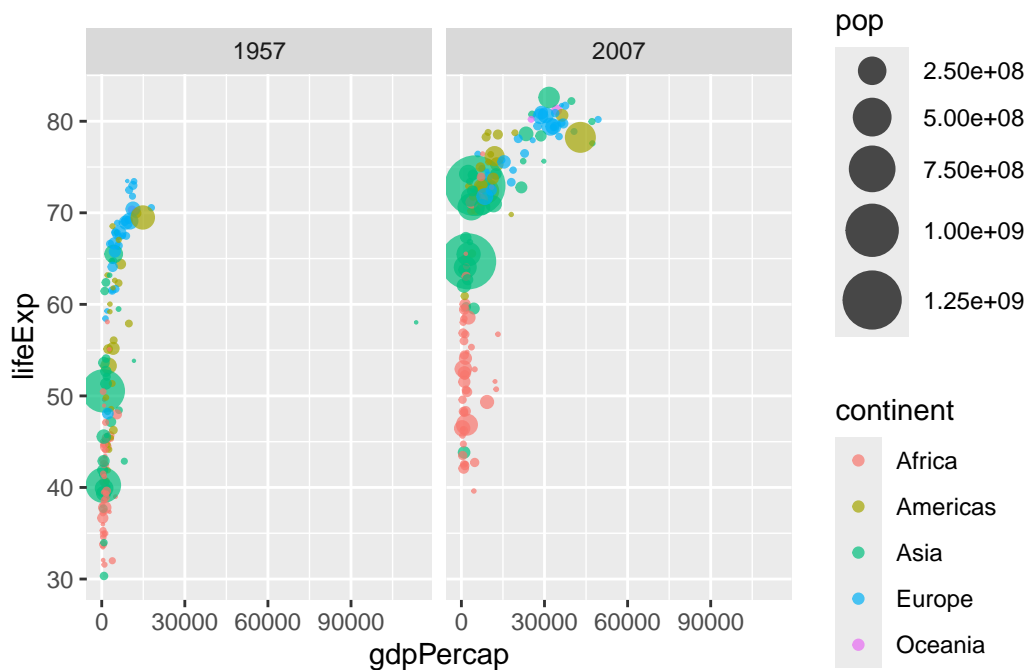 1957
2007
lifeExp
80
70
60
50
40
30
0 30000 60000 90000
0 30000 60000 90000
gdpPercap
pop
2.50e+08
5.00e+08
7.50e+08
1.00e+09
1.25e+09
continent
Africa
Americas
Asia
Europe
Oceania